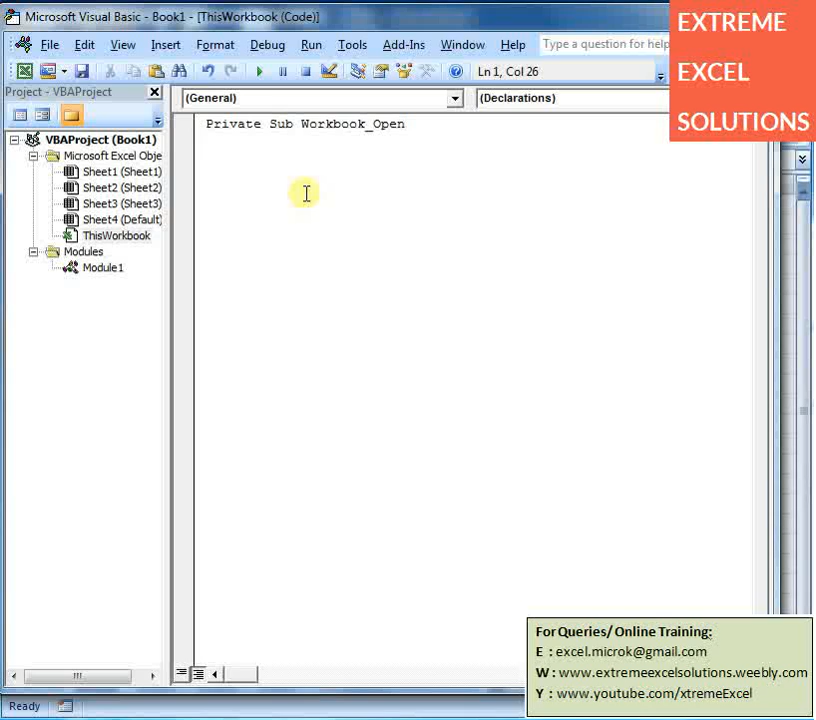 Microsoft Visual Basic - Book1 - [ThisWorkbook (Code)]
EXTREME
EXCEL
SOLUTIONS
File Edit View Insert Format Debug Run Tools Add-Ins Window Help Type a question for help
Ln 1, Col 26
Project - VBAProject
(General)
(Declarations)
Private Sub Workbook_Open
VBAProject (Book1)
Microsoft Excel Obje
Sheet1 (Sheet1)
Sheet2 (Sheet2)
Sheet3 (Sheet3)
Sheet4 (Default)
ThisWorkbook
Modules
Module1
For Queries/ Online Training:
E : excel.microk@gmail.com
W : www.extremeexcelsolutions.weebly.com
Y : www.youtube.com/xtremeExcel
Ready